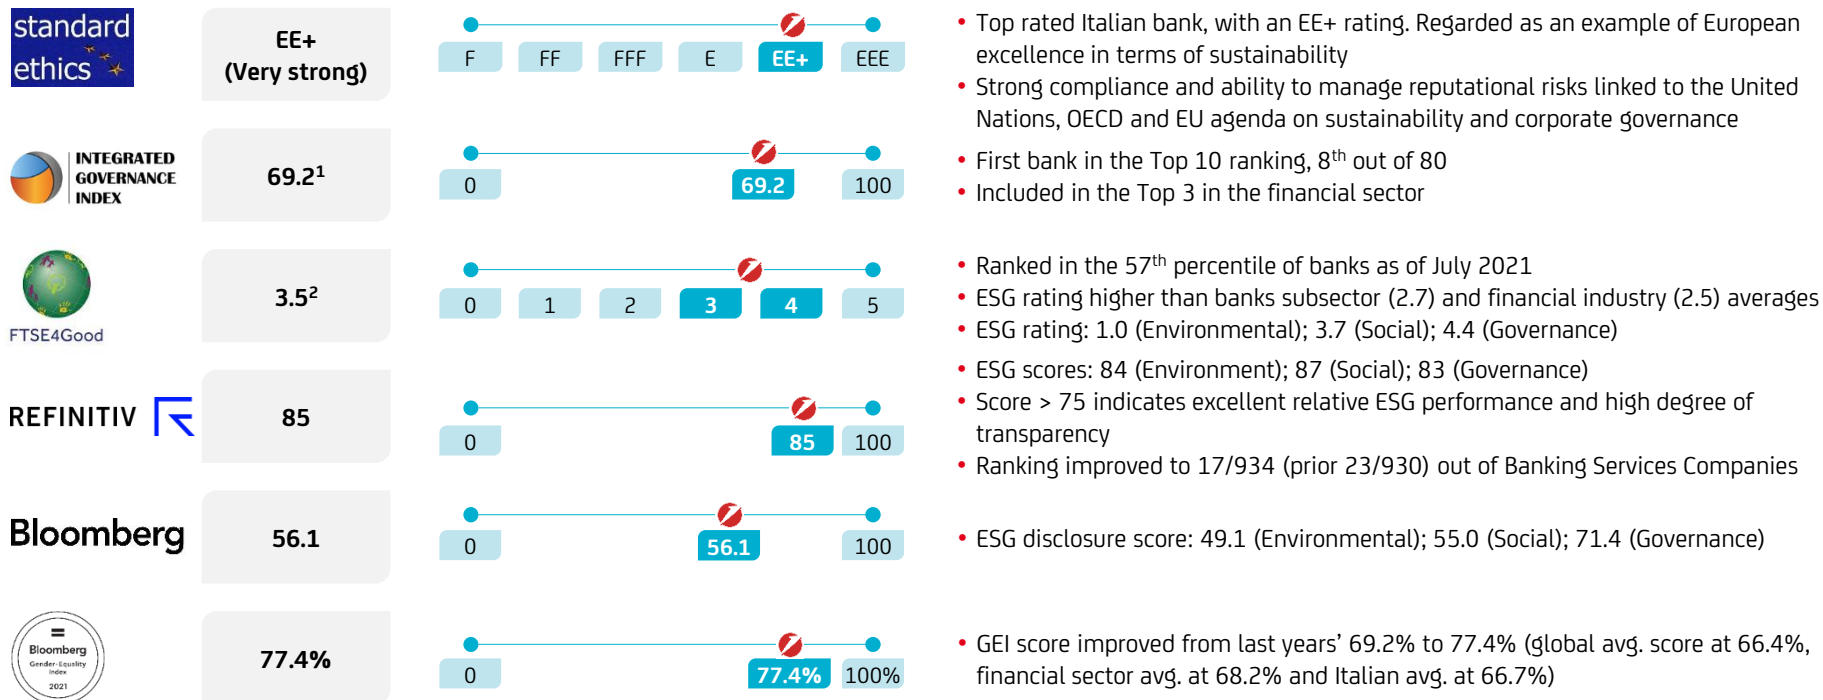 standard
ethics
EE+
(Very strong)
F FF FFF E EE+ EEE
• Top rated Italian bank, with an EE+ rating. Regarded as an example of European
excellence in terms of sustainability
• Strong compliance and ability to manage reputational risks linked to the United
Nations, OECD and EU agenda on sustainability and corporate governance
INTEGRATED
GOVERNANCE
INDEX
69.2¹
0 69.2 100
• First bank in the Top 10 ranking, 8th out of 80
• Included in the Top 3 in the financial sector
FTSE4Good
3.5²
0 1 2 3 4 5
• Ranked in the 57th percentile of banks as of July 2021
• ESG rating higher than banks subsector (2.7) and financial industry (2.5) averages
• ESG rating: 1.0 (Environmental); 3.7 (Social); 4.4 (Governance)
REFINITIV
85
0 85 100
• ESG scores: 84 (Environment); 87 (Social); 83 (Governance)
• Score > 75 indicates excellent relative ESG performance and high degree of
transparency
• Ranking improved to 17/934 (prior 23/930) out of Banking Services Companies
Bloomberg
56.1
0 56.1 100
• ESG disclosure score: 49.1 (Environmental); 55.0 (Social); 71.4 (Governance)
Bloomberg
Gender-Equality
Index
2021
77.4%
0 77.4% 100%
• GEI score improved from last years’ 69.2% to 77.4% (global avg. score at 66.4%,
financial sector avg. at 68.2% and Italian avg. at 66.7%)